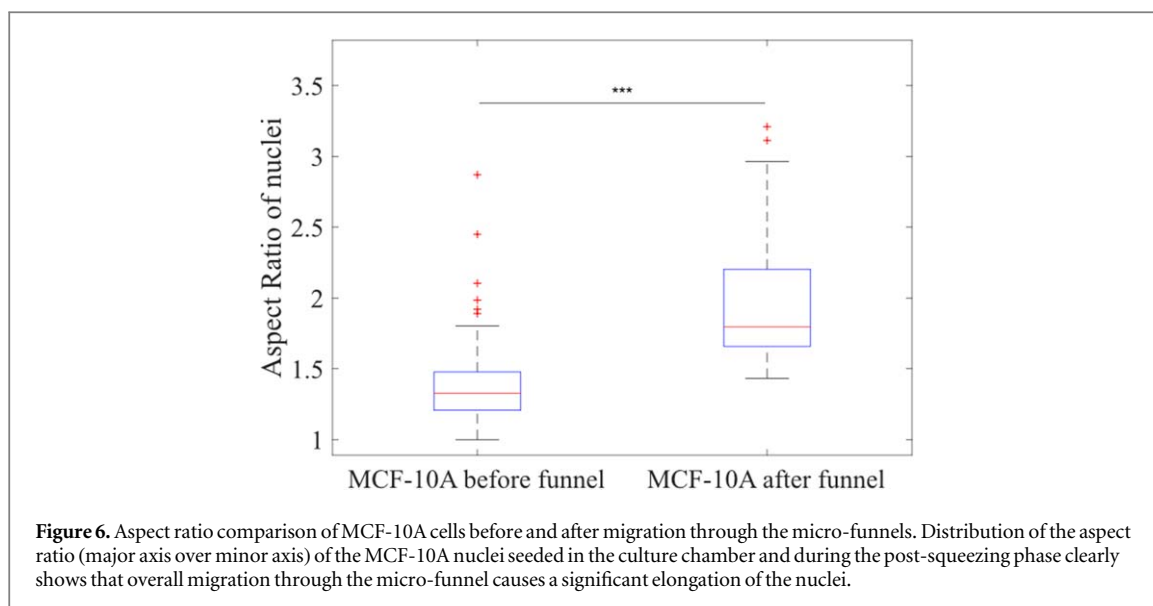 ***
3.5
3
2.5
2
1.5
1
Aspect Ratio of nuclei
MCF-10A before funnel MCF-10A after funnel
Figure 6. Aspect ratio comparison of MCF-10A cells before and after migration through the micro-funnels. Distribution of the aspect
ratio (major axis over minor axis) of the MCF-10A nuclei seeded in the culture chamber and during the post-squeezing phase clearly
shows that overall migration through the micro-funnel causes a significant elongation of the nuclei.